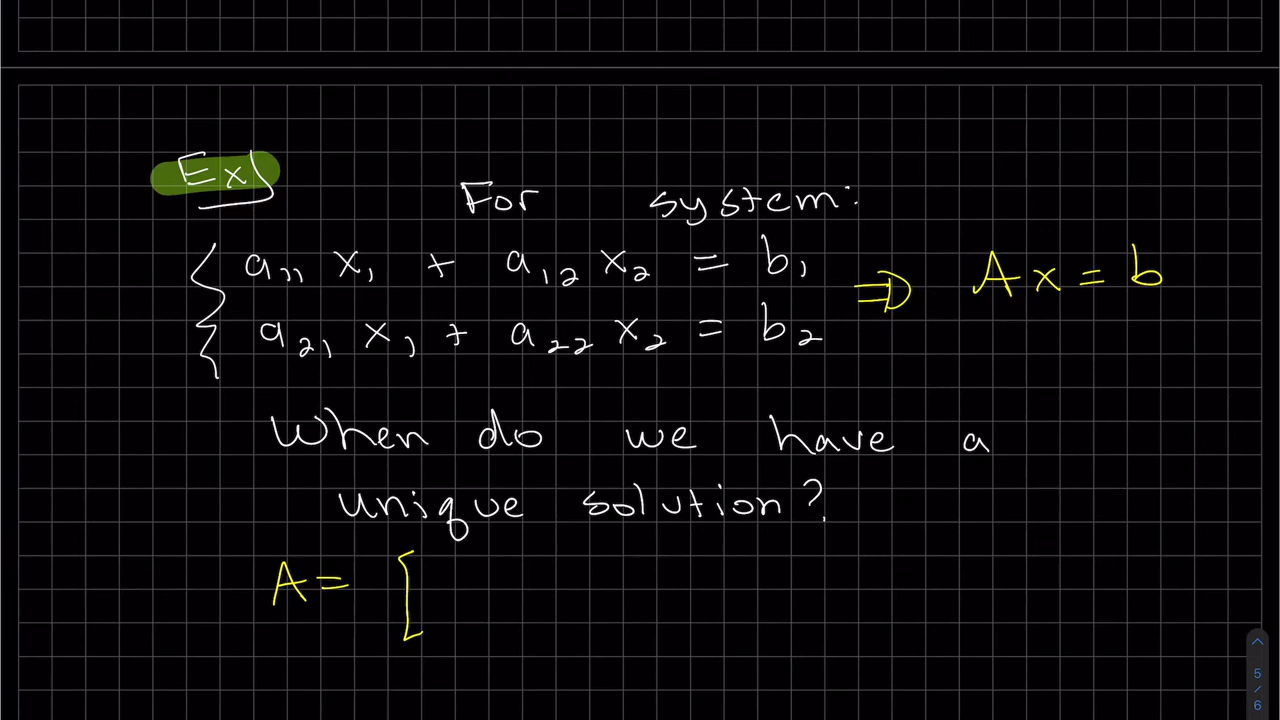 Ex)
For system:
a₁₁ x₁ + a₁₂ x₂ = b₁ ⇒ A x = b
a₂₁ x₁ + a₂₂ x₂ = b₂
When do we have a
unique solution?
A = [
5
/
6